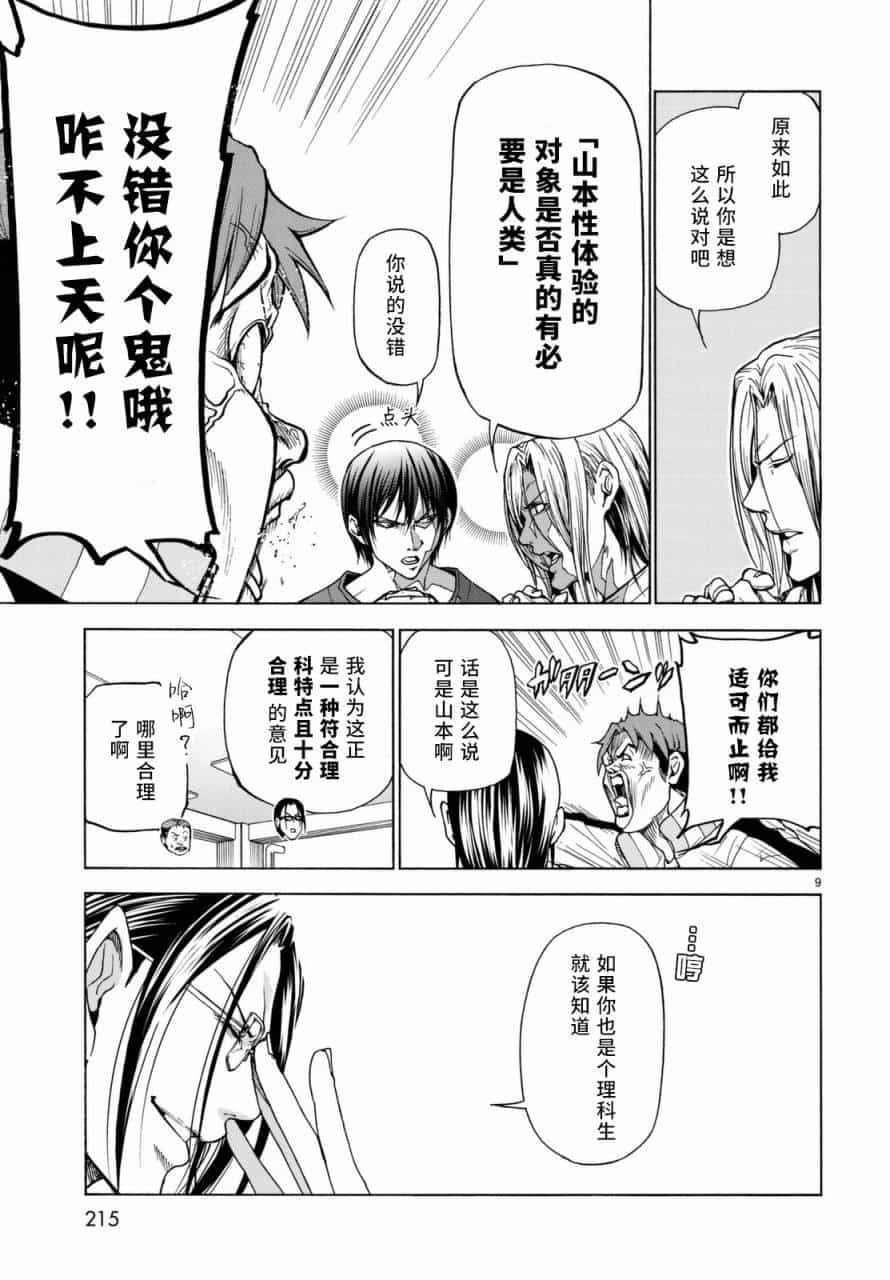 原来如此
所以你是想
这么说对吧
「山本性体验的
对象是否真的有必
要是人类」
你说的没错
点头
没错你个鬼哦
咋不上天呢!!
你们都给我
适可而止啊!!
ガタターンッ
话是这么说
可是山本啊
我认为这正
是一种符合理
科特点且十分
合理的意见
哈啊?
哪里合理
了啊
9
…哼
如果你也是个理科生
就该知道
215